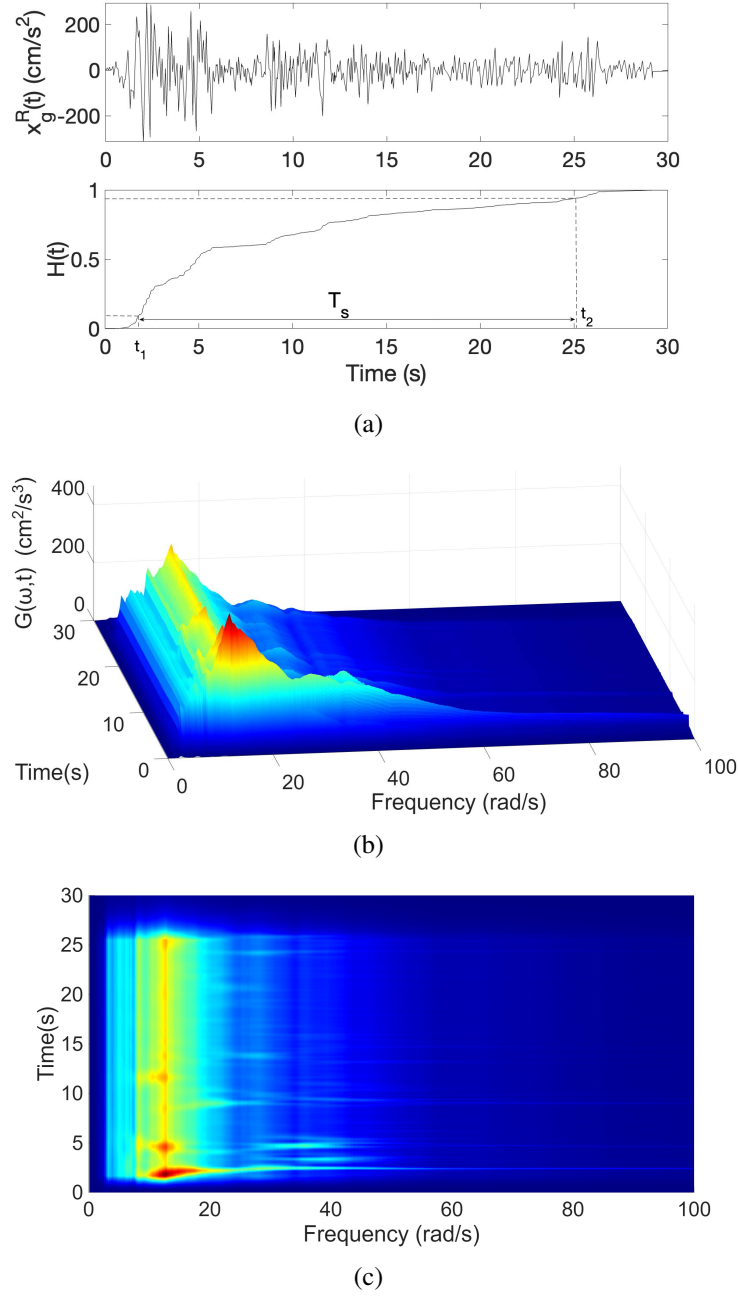 200
0
-200
x_g^R(t) (cm/s^2)
0 5 10 15 20 25 30
1
0.5
0
H(t)
T_s
t_1
t_2
0 5 10 15 20 25 30
Time (s)
(a)
400
200
0
G(ω,t) (cm^2/s^3)
30
20
10
0
Time(s)
0 20 40 60 80 100
Frequency (rad/s)
(b)
30
25
20
15
10
5
0
Time(s)
0 20 40 60 80 100
Frequency (rad/s)
(c)